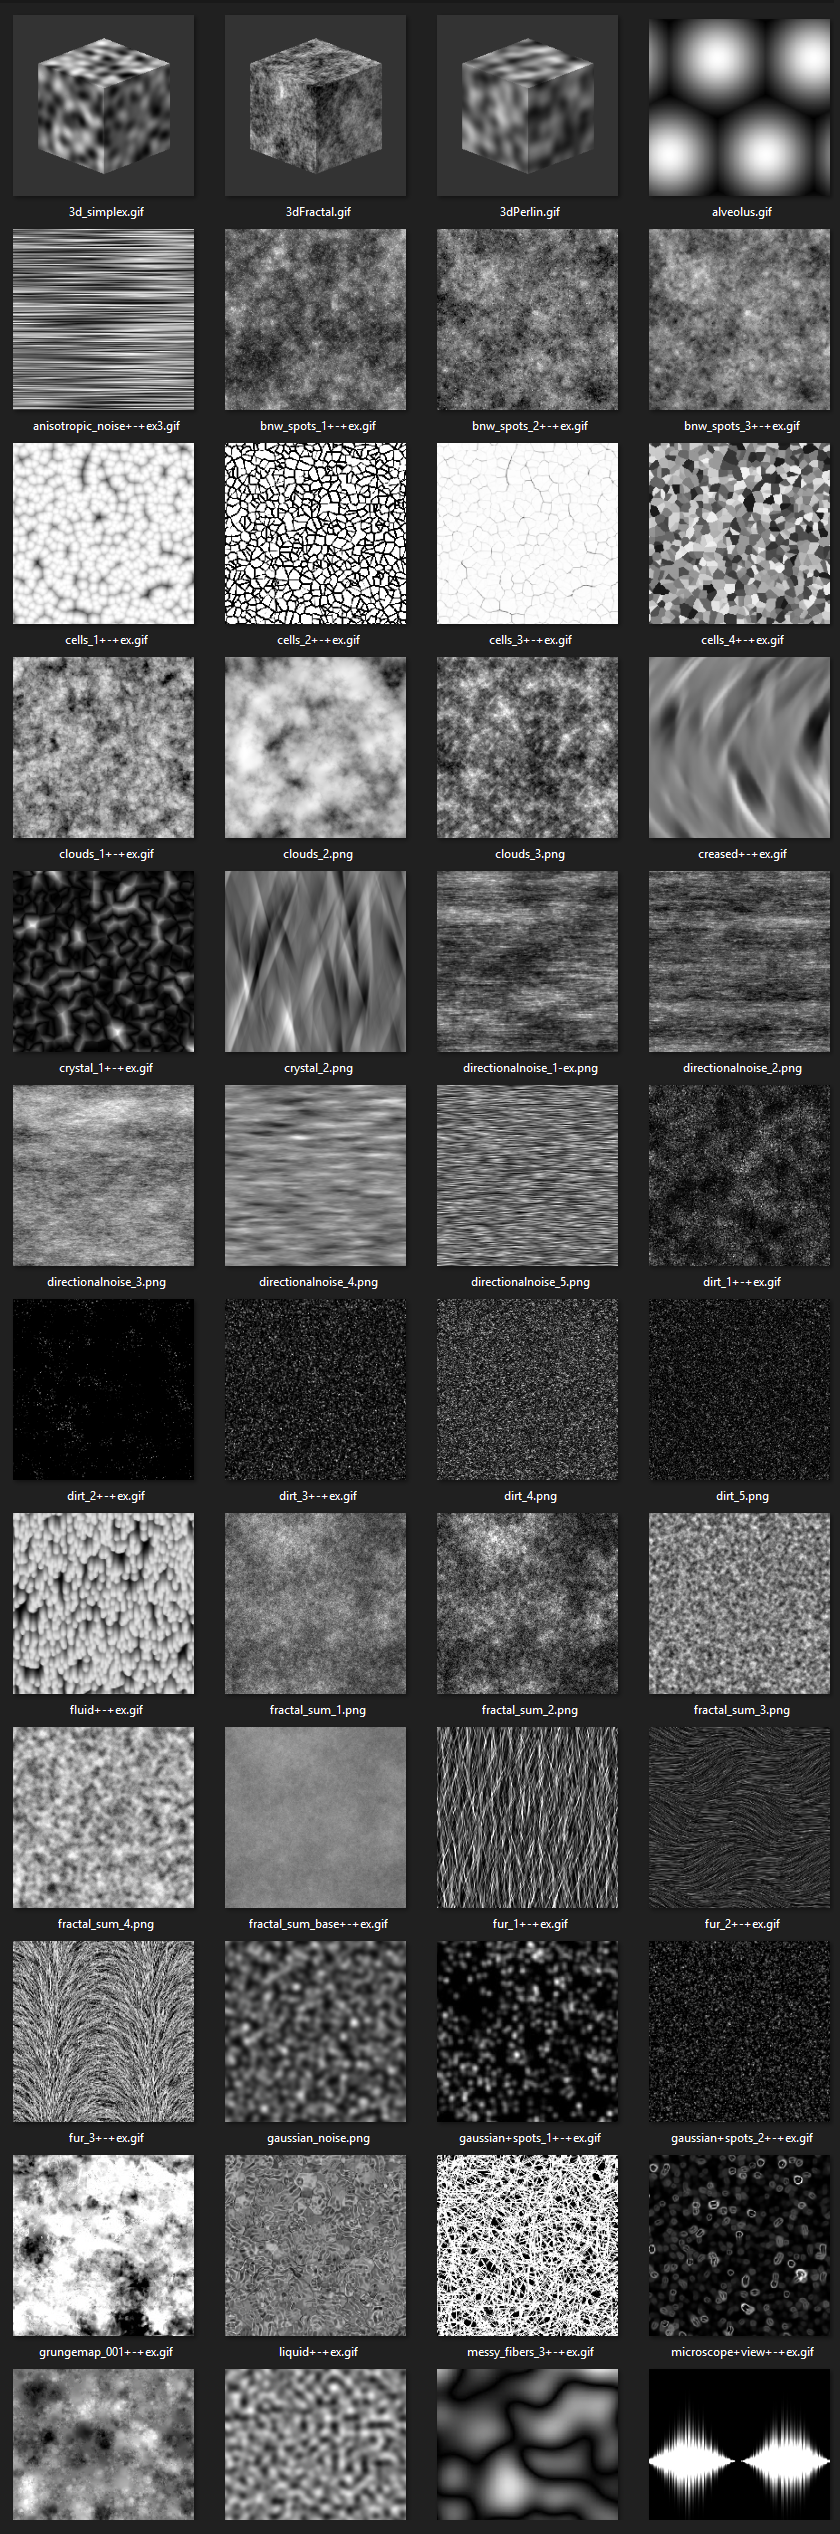 3d_simplex.gif
3dFractal.gif
3dPerlin.gif
alveolus.gif
anisotropic_noise+-+ex3.gif
bnw_spots_1+-+ex.gif
bnw_spots_2+-+ex.gif
bnw_spots_3+-+ex.gif
cells_1+-+ex.gif
cells_2+-+ex.gif
cells_3+-+ex.gif
cells_4+-+ex.gif
clouds_1+-+ex.gif
clouds_2.png
clouds_3.png
creased+-+ex.gif
crystal_1+-+ex.gif
crystal_2.png
directionalnoise_1-ex.png
directionalnoise_2.png
directionalnoise_3.png
directionalnoise_4.png
directionalnoise_5.png
dirt_1+-+ex.gif
dirt_2+-+ex.gif
dirt_3+-+ex.gif
dirt_4.png
dirt_5.png
fluid+-+ex.gif
fractal_sum_1.png
fractal_sum_2.png
fractal_sum_3.png
fractal_sum_4.png
fractal_sum_base+-+ex.gif
fur_1+-+ex.gif
fur_2+-+ex.gif
fur_3+-+ex.gif
gaussian_noise.png
gaussian+spots_1+-+ex.gif
gaussian+spots_2+-+ex.gif
grungemap_001+-+ex.gif
liquid+-+ex.gif
messy_fibers_3+-+ex.gif
microscope+view+-+ex.gif